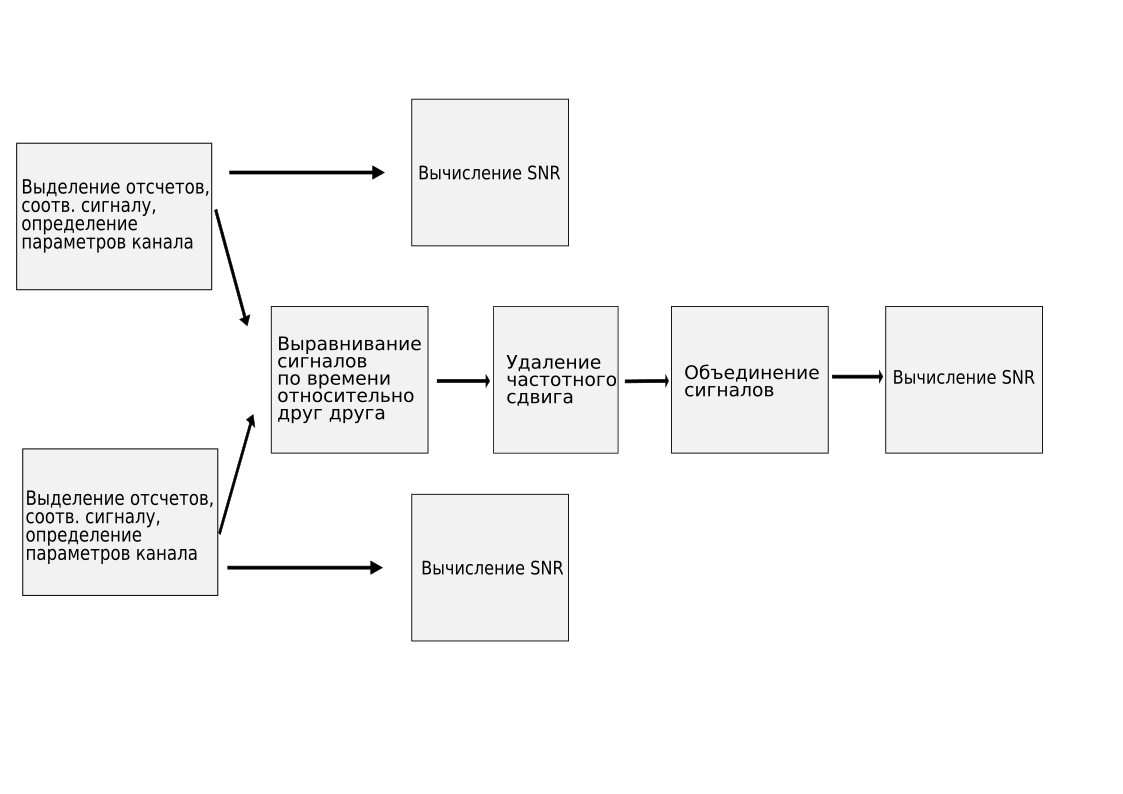 Вычисление SNR
Выделение отсчетов,
соотв. сигналу,
определение
параметров канала
Выравнивание
сигналов
по времени
относительно
друг друга
Удаление
частотного
сдвига
Объединение
сигналов
Вычисление SNR
Выделение отсчетов,
соотв. сигналу,
определение
параметров канала
Вычисление SNR